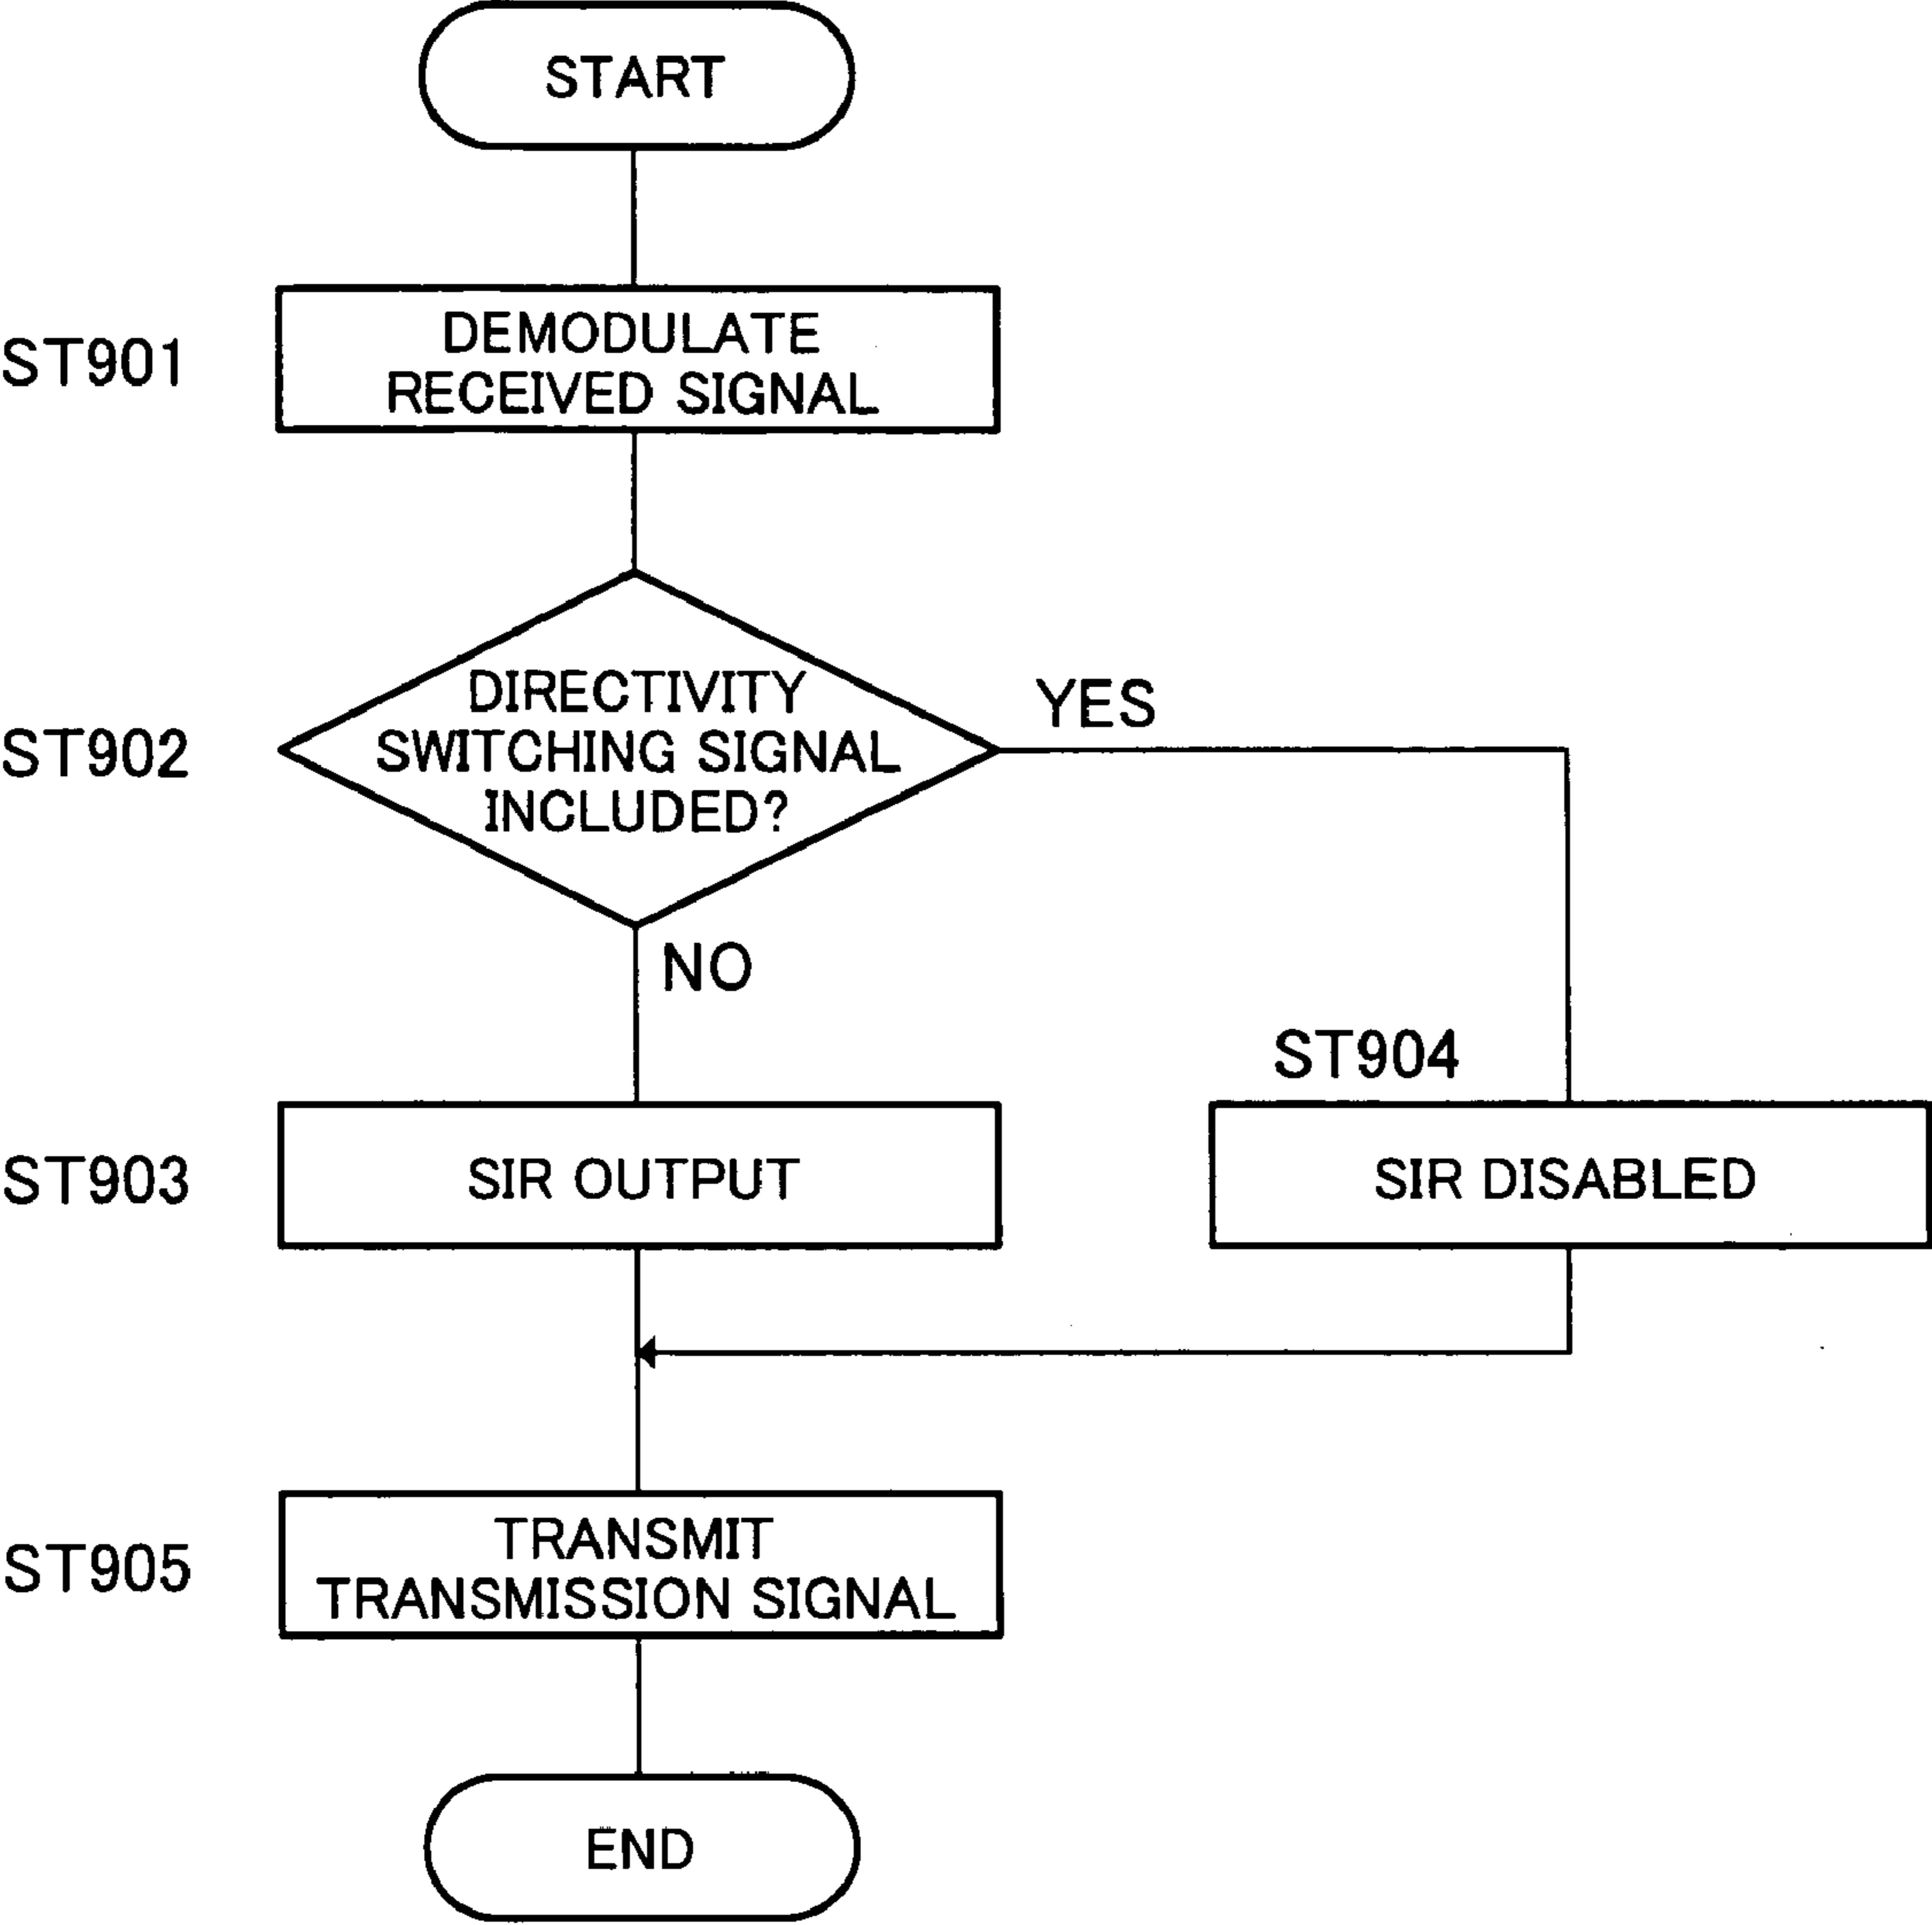 START
ST901
DEMODULATE
RECEIVED SIGNAL
ST902
DIRECTIVITY
SWITCHING SIGNAL
INCLUDED?
YES
NO
ST904
ST903
SIR OUTPUT
SIR DISABLED
ST905
TRANSMIT
TRANSMISSION SIGNAL
END